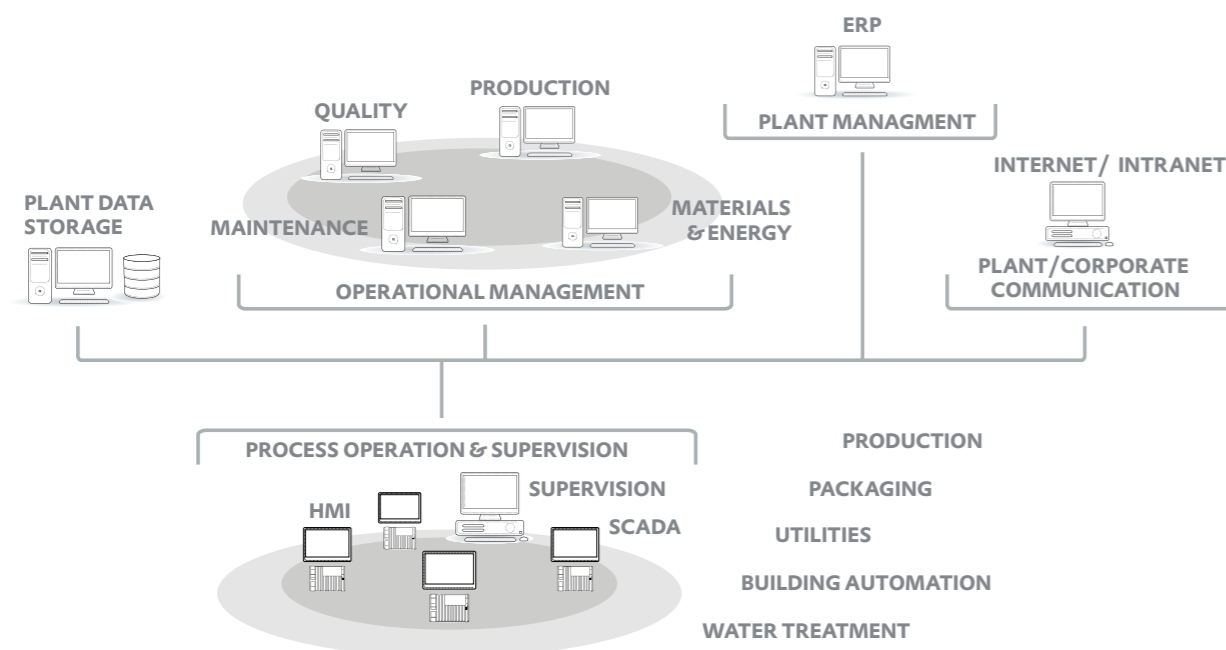 ERP
PLANT MANAGMENT
PRODUCTION
QUALITY
MAINTENANCE
MATERIALS
& ENERGY
OPERATIONAL MANAGEMENT
PLANT DATA
STORAGE
INTERNET/ INTRANET
PLANT/CORPORATE
COMMUNICATION
PROCESS OPERATION & SUPERVISION
HMI
SUPERVISION
SCADA
PRODUCTION
PACKAGING
UTILITIES
BUILDING AUTOMATION
WATER TREATMENT